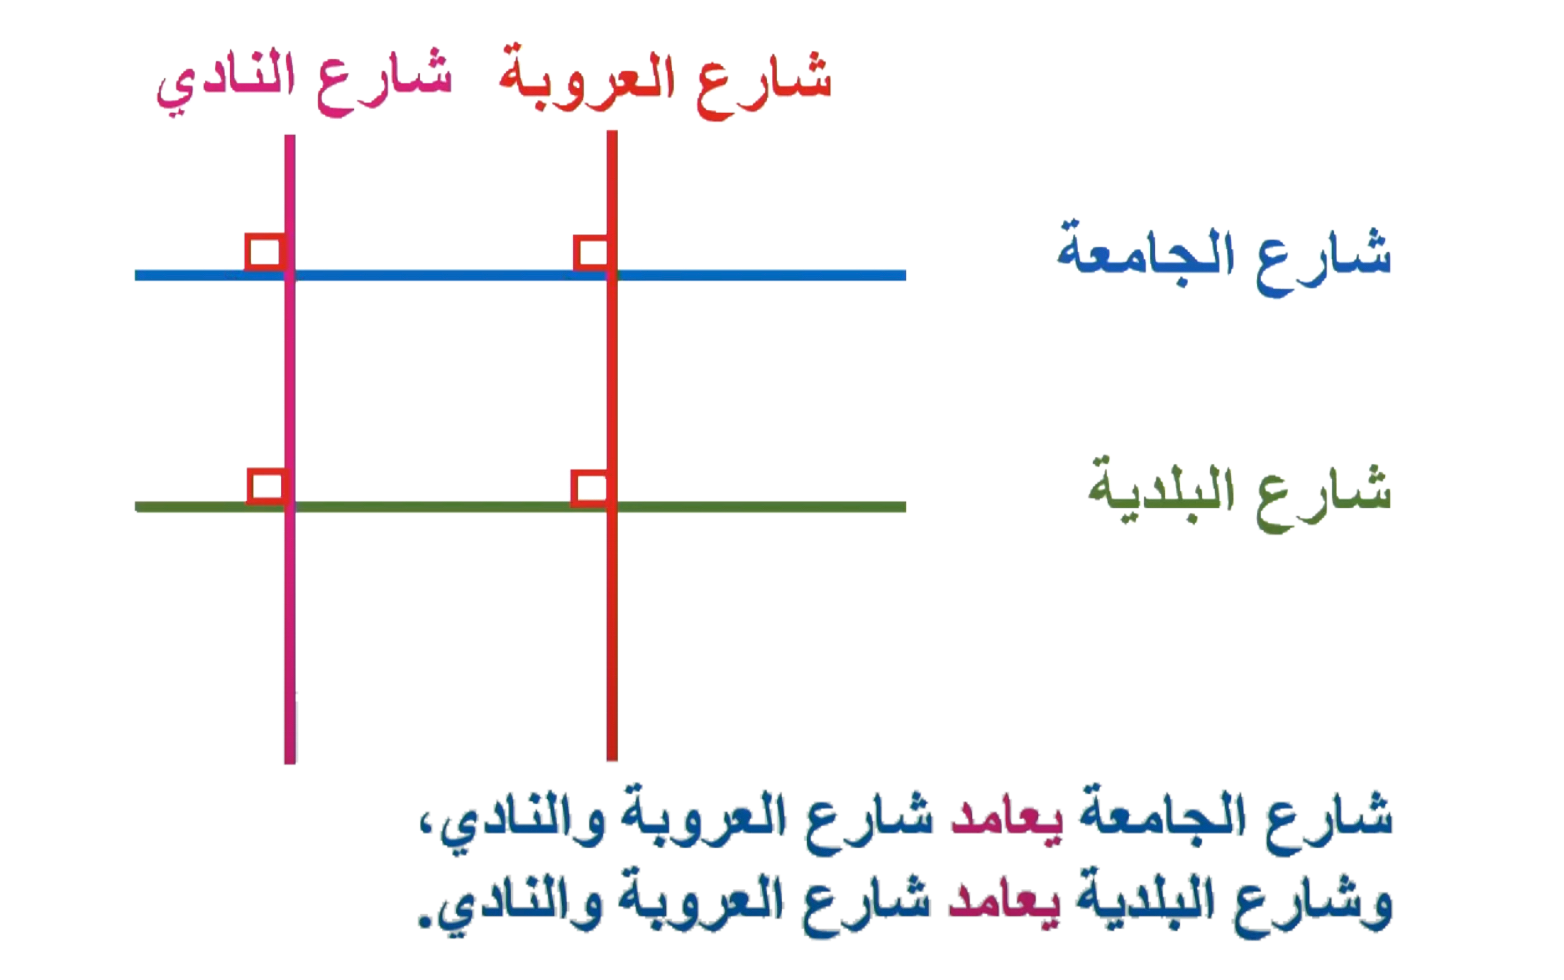 شارع العروبة
شارع النادي
شارع الجامعة
شارع البلدية
شارع الجامعة يعامد شارع العروبة والنادي،
وشارع البلدية يعامد شارع العروبة والنادي.